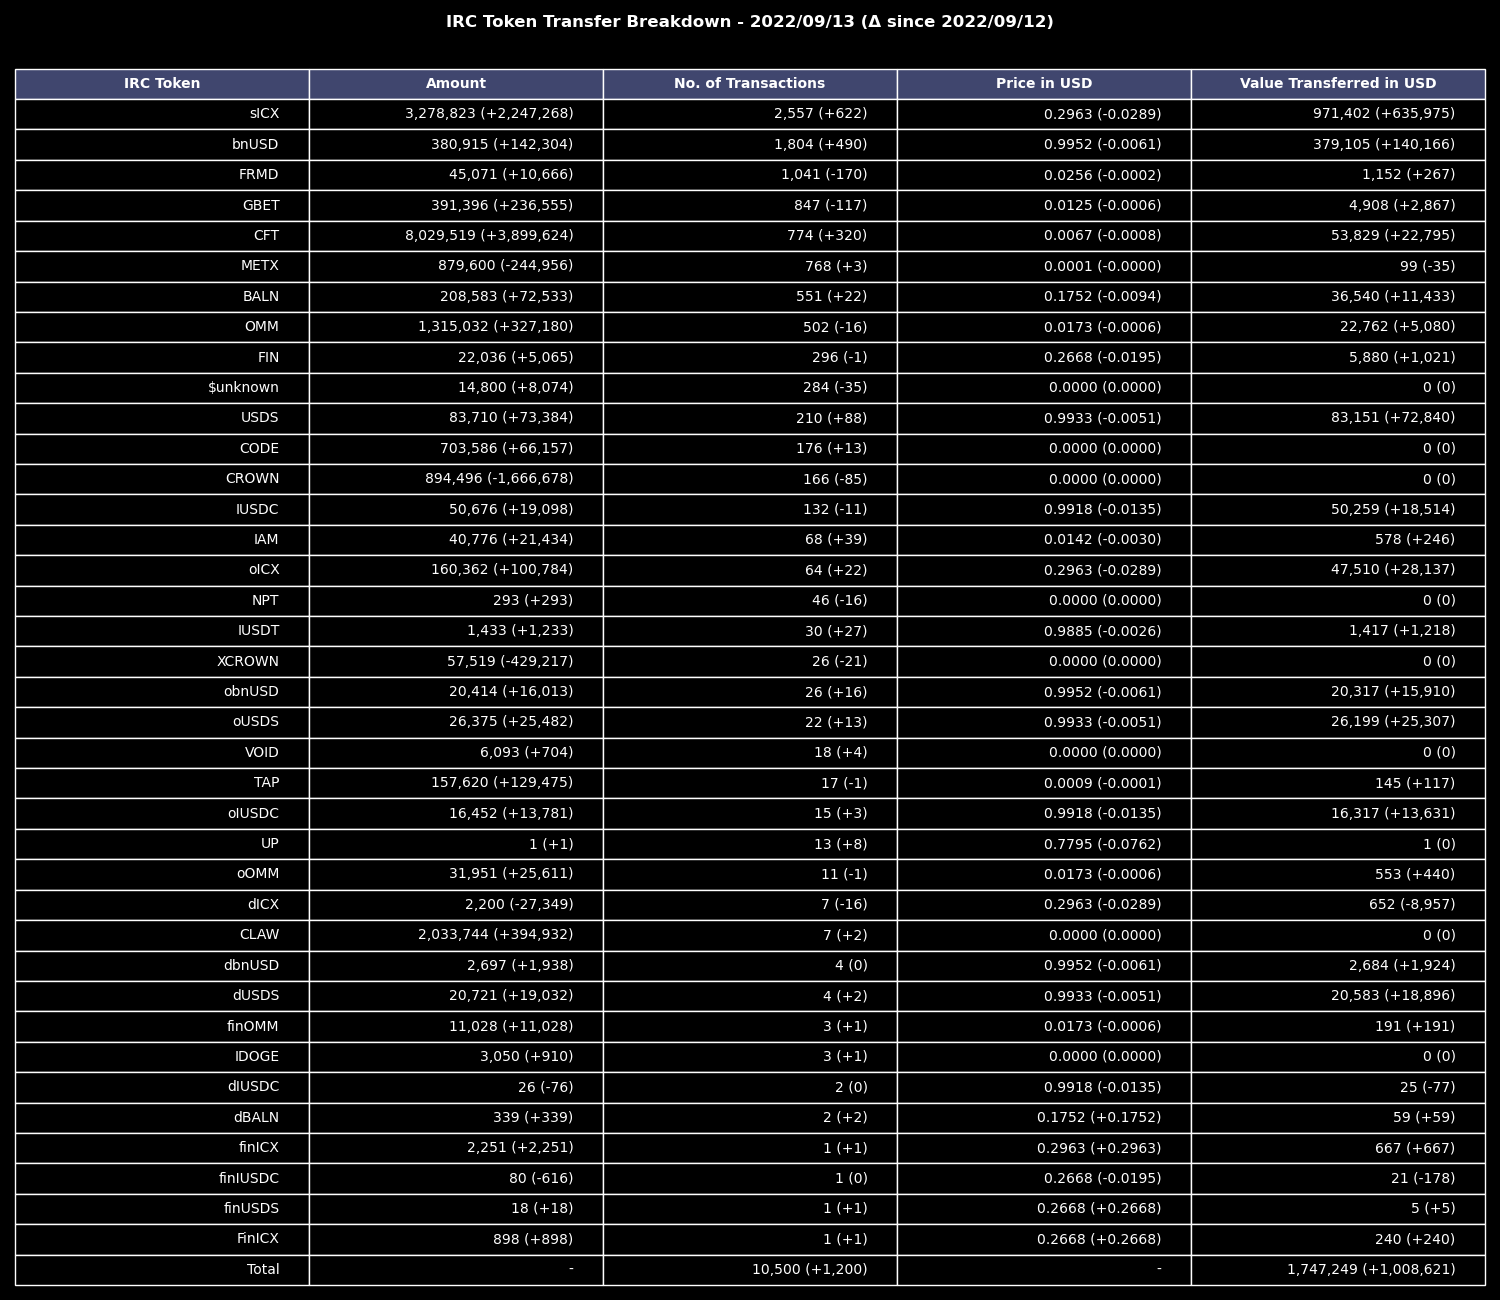 IRC Token Transfer Breakdown - 2022/09/13 (Δ since 2022/09/12)
IRC Token Amount No. of Transactions Price in USD Value Transferred in USD
sICX 3,278,823 (+2,247,268) 2,557 (+622) 0.2963 (-0.0289) 971,402 (+635,975)
bnUSD 380,915 (+142,304) 1,804 (+490) 0.9952 (-0.0061) 379,105 (+140,166)
FRMD 45,071 (+10,666) 1,041 (-170) 0.0256 (-0.0002) 1,152 (+267)
GBET 391,396 (+236,555) 847 (-117) 0.0125 (-0.0006) 4,908 (+2,867)
CFT 8,029,519 (+3,899,624) 774 (+320) 0.0067 (-0.0008) 53,829 (+22,795)
METX 879,600 (-244,956) 768 (+3) 0.0001 (-0.0000) 99 (-35)
BALN 208,583 (+72,533) 551 (+22) 0.1752 (-0.0094) 36,540 (+11,433)
OMM 1,315,032 (+327,180) 502 (-16) 0.0173 (-0.0006) 22,762 (+5,080)
FIN 22,036 (+5,065) 296 (-1) 0.2668 (-0.0195) 5,880 (+1,021)
$unknown 14,800 (+8,074) 284 (-35) 0.0000 (0.0000) 0 (0)
USDS 83,710 (+73,384) 210 (+88) 0.9933 (-0.0051) 83,151 (+72,840)
CODE 703,586 (+66,157) 176 (+13) 0.0000 (0.0000) 0 (0)
CROWN 894,496 (-1,666,678) 166 (-85) 0.0000 (0.0000) 0 (0)
IUSDC 50,676 (+19,098) 132 (-11) 0.9918 (-0.0135) 50,259 (+18,514)
IAM 40,776 (+21,434) 68 (+39) 0.0142 (-0.0030) 578 (+246)
oICX 160,362 (+100,784) 64 (+22) 0.2963 (-0.0289) 47,510 (+28,137)
NPT 293 (+293) 46 (-16) 0.0000 (0.0000) 0 (0)
IUSDT 1,433 (+1,233) 30 (+27) 0.9885 (-0.0026) 1,417 (+1,218)
XCROWN 57,519 (-429,217) 26 (-21) 0.0000 (0.0000) 0 (0)
obnUSD 20,414 (+16,013) 26 (+16) 0.9952 (-0.0061) 20,317 (+15,910)
oUSDS 26,375 (+25,482) 22 (+13) 0.9933 (-0.0051) 26,199 (+25,307)
VOID 6,093 (+704) 18 (+4) 0.0000 (0.0000) 0 (0)
TAP 157,620 (+129,475) 17 (-1) 0.0009 (-0.0001) 145 (+117)
oIUSDC 16,452 (+13,781) 15 (+3) 0.9918 (-0.0135) 16,317 (+13,631)
UP 1 (+1) 13 (+8) 0.7795 (-0.0762) 1 (0)
oOMM 31,951 (+25,611) 11 (-1) 0.0173 (-0.0006) 553 (+440)
dICX 2,200 (-27,349) 7 (-16) 0.2963 (-0.0289) 652 (-8,957)
CLAW 2,033,744 (+394,932) 7 (+2) 0.0000 (0.0000) 0 (0)
dbnUSD 2,697 (+1,938) 4 (0) 0.9952 (-0.0061) 2,684 (+1,924)
dUSDS 20,721 (+19,032) 4 (+2) 0.9933 (-0.0051) 20,583 (+18,896)
finOMM 11,028 (+11,028) 3 (+1) 0.0173 (-0.0006) 191 (+191)
IDOGE 3,050 (+910) 3 (+1) 0.0000 (0.0000) 0 (0)
dIUSDC 26 (-76) 2 (0) 0.9918 (-0.0135) 25 (-77)
dBALN 339 (+339) 2 (+2) 0.1752 (+0.1752) 59 (+59)
finICX 2,251 (+2,251) 1 (+1) 0.2963 (+0.2963) 667 (+667)
finIUSDC 80 (-616) 1 (0) 0.2668 (-0.0195) 21 (-178)
finUSDS 18 (+18) 1 (+1) 0.2668 (+0.2668) 5 (+5)
FinICX 898 (+898) 1 (+1) 0.2668 (+0.2668) 240 (+240)
Total - 10,500 (+1,200) - 1,747,249 (+1,008,621)